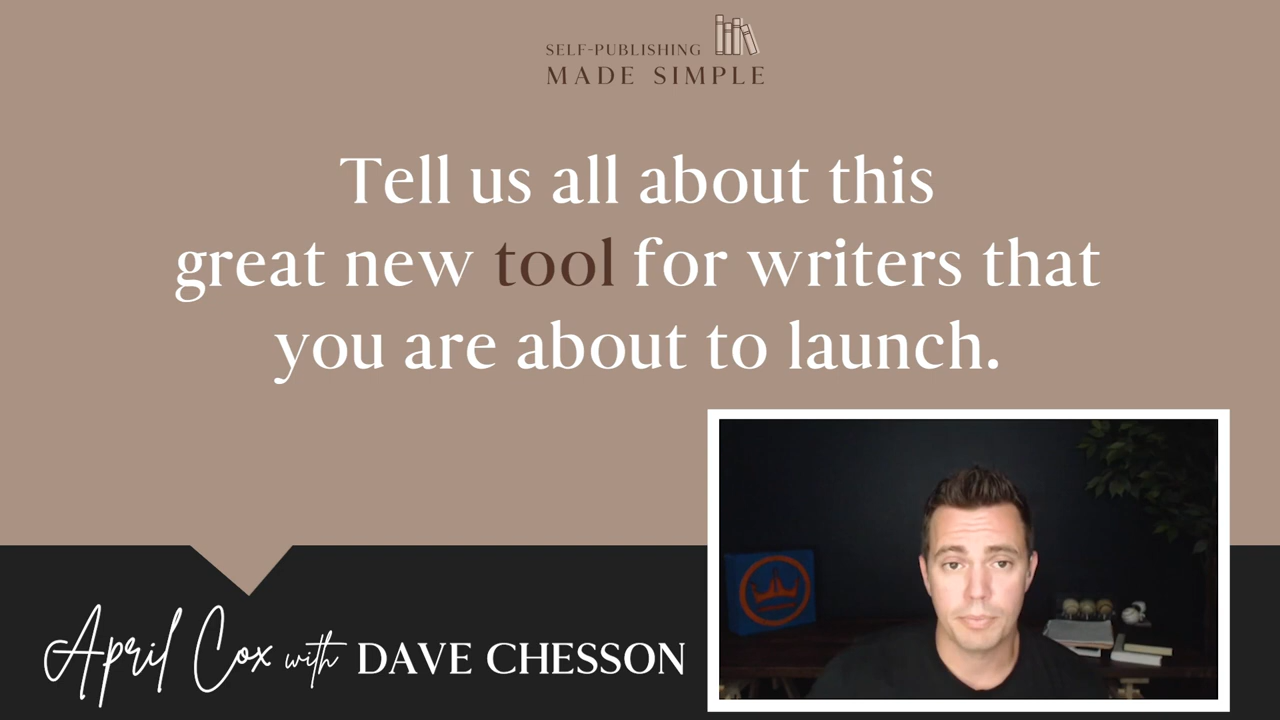 SELF-PUBLISHING
MADE SIMPLE
Tell us all about this
great new tool for writers that
you are about to launch.
April Cox with DAVE CHESSON